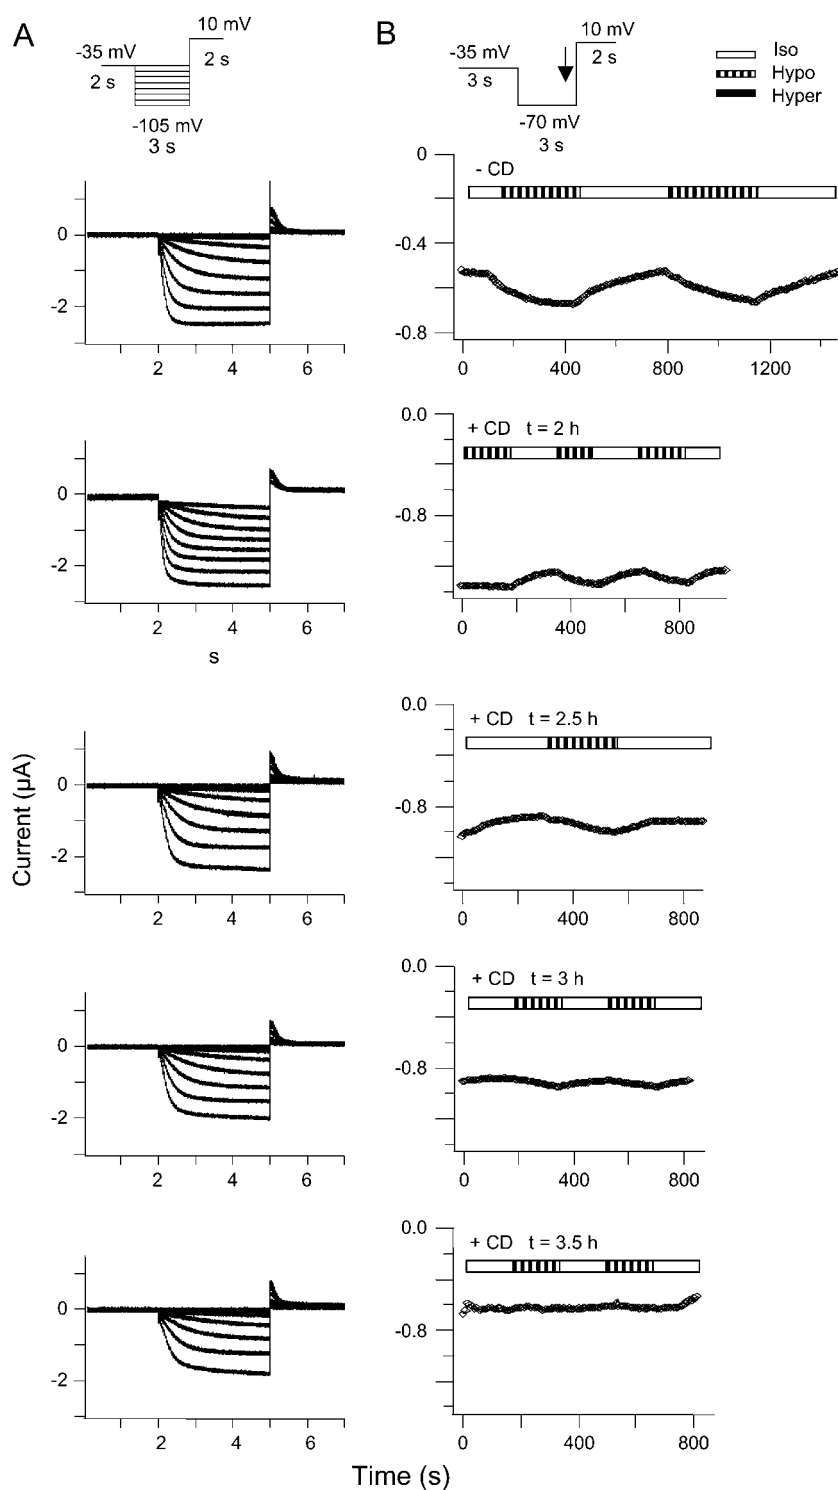 A
10 mV
-35 mV
2 s
2 s
-105 mV
3 s
B
10 mV
-35 mV
2 s
3 s
-70 mV
3 s
Iso
Hypo
Hyper
0
-2
2 4 6
0
- CD
-0.4
-0.8
0 400 800 1200
0
-2
2 4 6
s
0.0
+ CD t = 2 h
-0.8
0 400 800
Current (µA)
0
-2
2 4 6
0.0
+ CD t = 2.5 h
-0.8
0 400 800
0
-2
2 4 6
0.0
+ CD t = 3 h
-0.8
0 400 800
0
-2
2 4 6
0.0
+ CD t = 3.5 h
-0.8
0 400 800
Time (s)